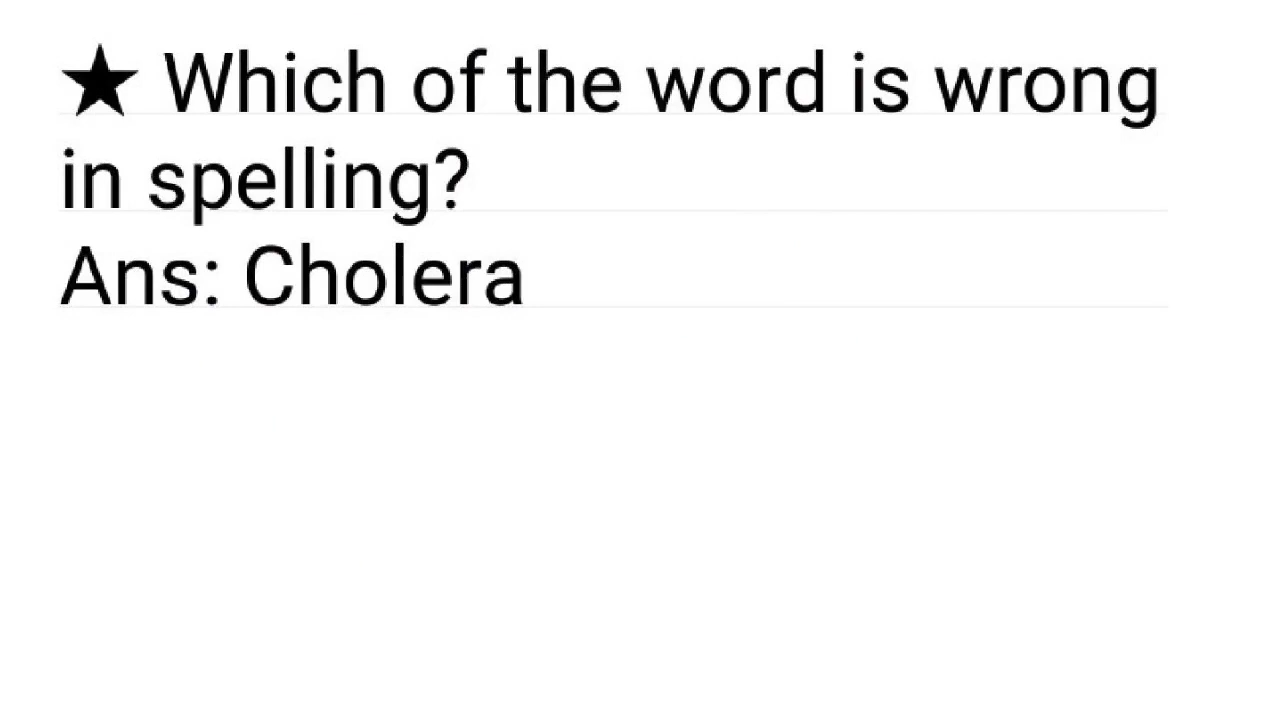 ★ Which of the word is wrong
in spelling?
Ans: Cholera